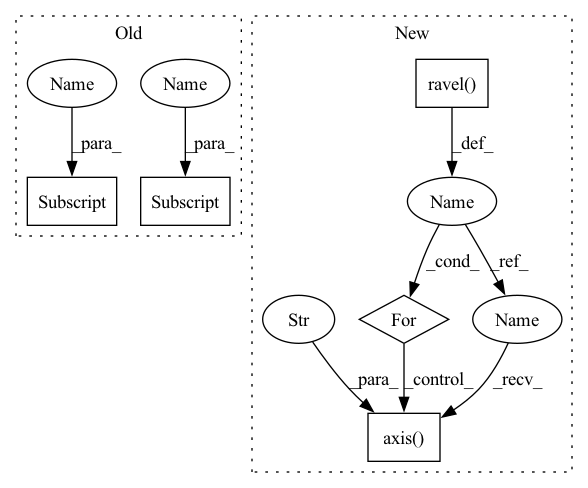 Old
New
Name
Name
ravel()
_para_
_para_
_def_
Subscript
Subscript
Name
_cond_
_ref_
Str
For
Name
_para_
_control_
_recv_
axis()